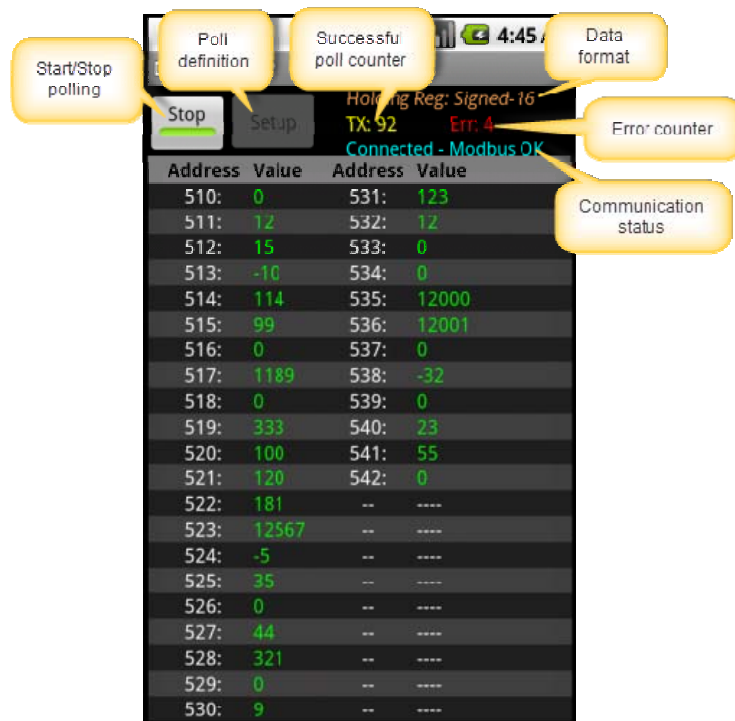 Start/Stop
polling
Poll
definition
Successful
poll counter
4:45
Data
format
Stop
Setup
Holding Reg: Signed-16
TX: 92 Err: 4
Connected - Modbus OK
Error counter
Communication
status
Address Value Address Value
510: 0 531: 123
511: 12 532: 12
512: 15 533: 0
513: -10 534: 0
514: 114 535: 12000
515: 99 536: 12001
516: 0 537: 0
517: 1189 538: -32
518: 0 539: 0
519: 333 540: 23
520: 100 541: 55
521: 120 542: 0
522: 181 -- ----
523: 12567 -- ----
524: -5 -- ----
525: 35 -- ----
526: 0 -- ----
527: 44 -- ----
528: 321 -- ----
529: 0 -- ----
530: 9 -- ----